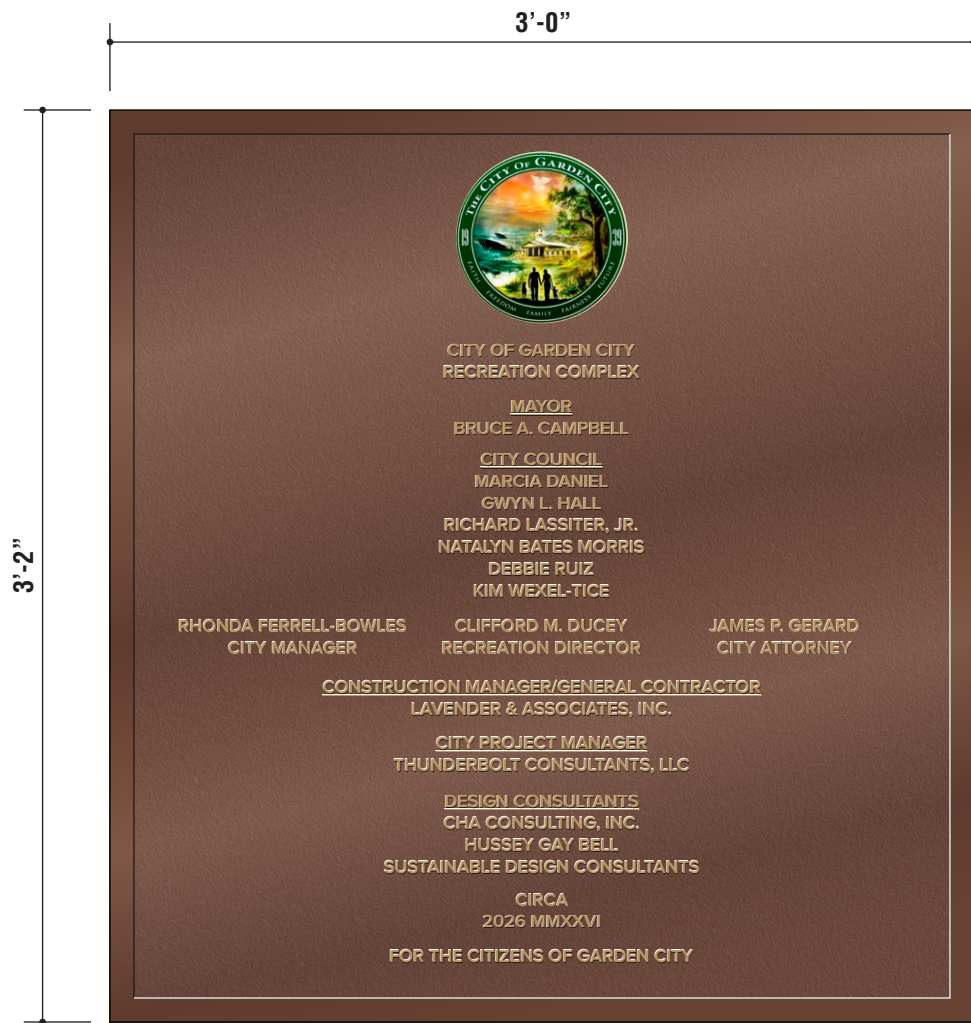 3’-0”
3’-2”
THE CITY OF GARDEN CITY
19 39
FAITH FREEDOM FAMILY FAIRNESS FUTURE
CITY OF GARDEN CITY
RECREATION COMPLEX
MAYOR
BRUCE A. CAMPBELL
CITY COUNCIL
MARCIA DANIEL
GWYN L. HALL
RICHARD LASSITER, JR.
NATALYN BATES MORRIS
DEBBIE RUIZ
KIM WEXEL-TICE
RHONDA FERRELL-BOWLES CLIFFORD M. DUCEY JAMES P. GERARD
CITY MANAGER RECREATION DIRECTOR CITY ATTORNEY
CONSTRUCTION MANAGER/GENERAL CONTRACTOR
LAVENDER & ASSOCIATES, INC.
CITY PROJECT MANAGER
THUNDERBOLT CONSULTANTS, LLC
DESIGN CONSULTANTS
CHA CONSULTING, INC.
HUSSEY GAY BELL
SUSTAINABLE DESIGN CONSULTANTS
CIRCA
2026 MMXXVI
FOR THE CITIZENS OF GARDEN CITY